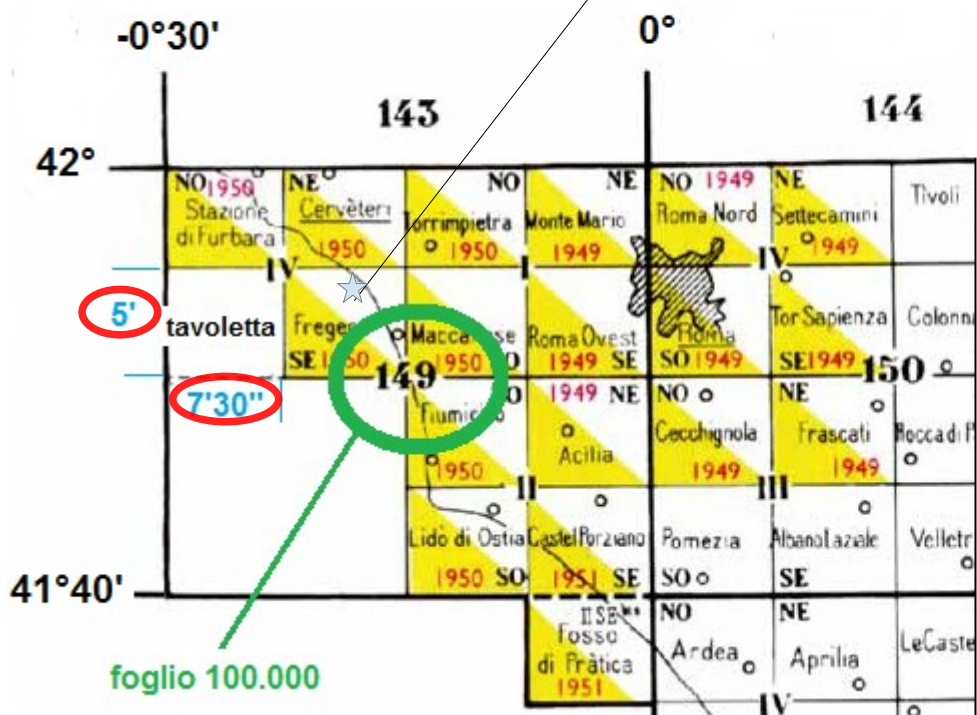 -0°30'
0°
143
144
42°
NO 1950
NE
NO
NE
NO 1949
NE
Tivoli
Stazione
di Furbara
Cervèteri
Torrimpietra
Monte Mario
Roma Nord
Settecamini
1950
1950
1949
1949
IV
I
IV
5'
tavoletta
Maccarese
Roma Ovest
Roma
Tor Sapienza
SE
1950
1949 SE
SO 1949
SE 1949
149
150
7'30"
NE
NO
NE
1949
Fiumicino
Acilia
Cecchignola
Frascati
1950
1949
1949
II
III
Lido di Ostia
Castel Porziano
Pomezia
Albano Laziale
1950 SO
1951 SE
SO
SE
41°40'
II SE
Fosso
di Pràtica
1951
NO
Ardea
NE
Aprilia
IV
foglio 100.000